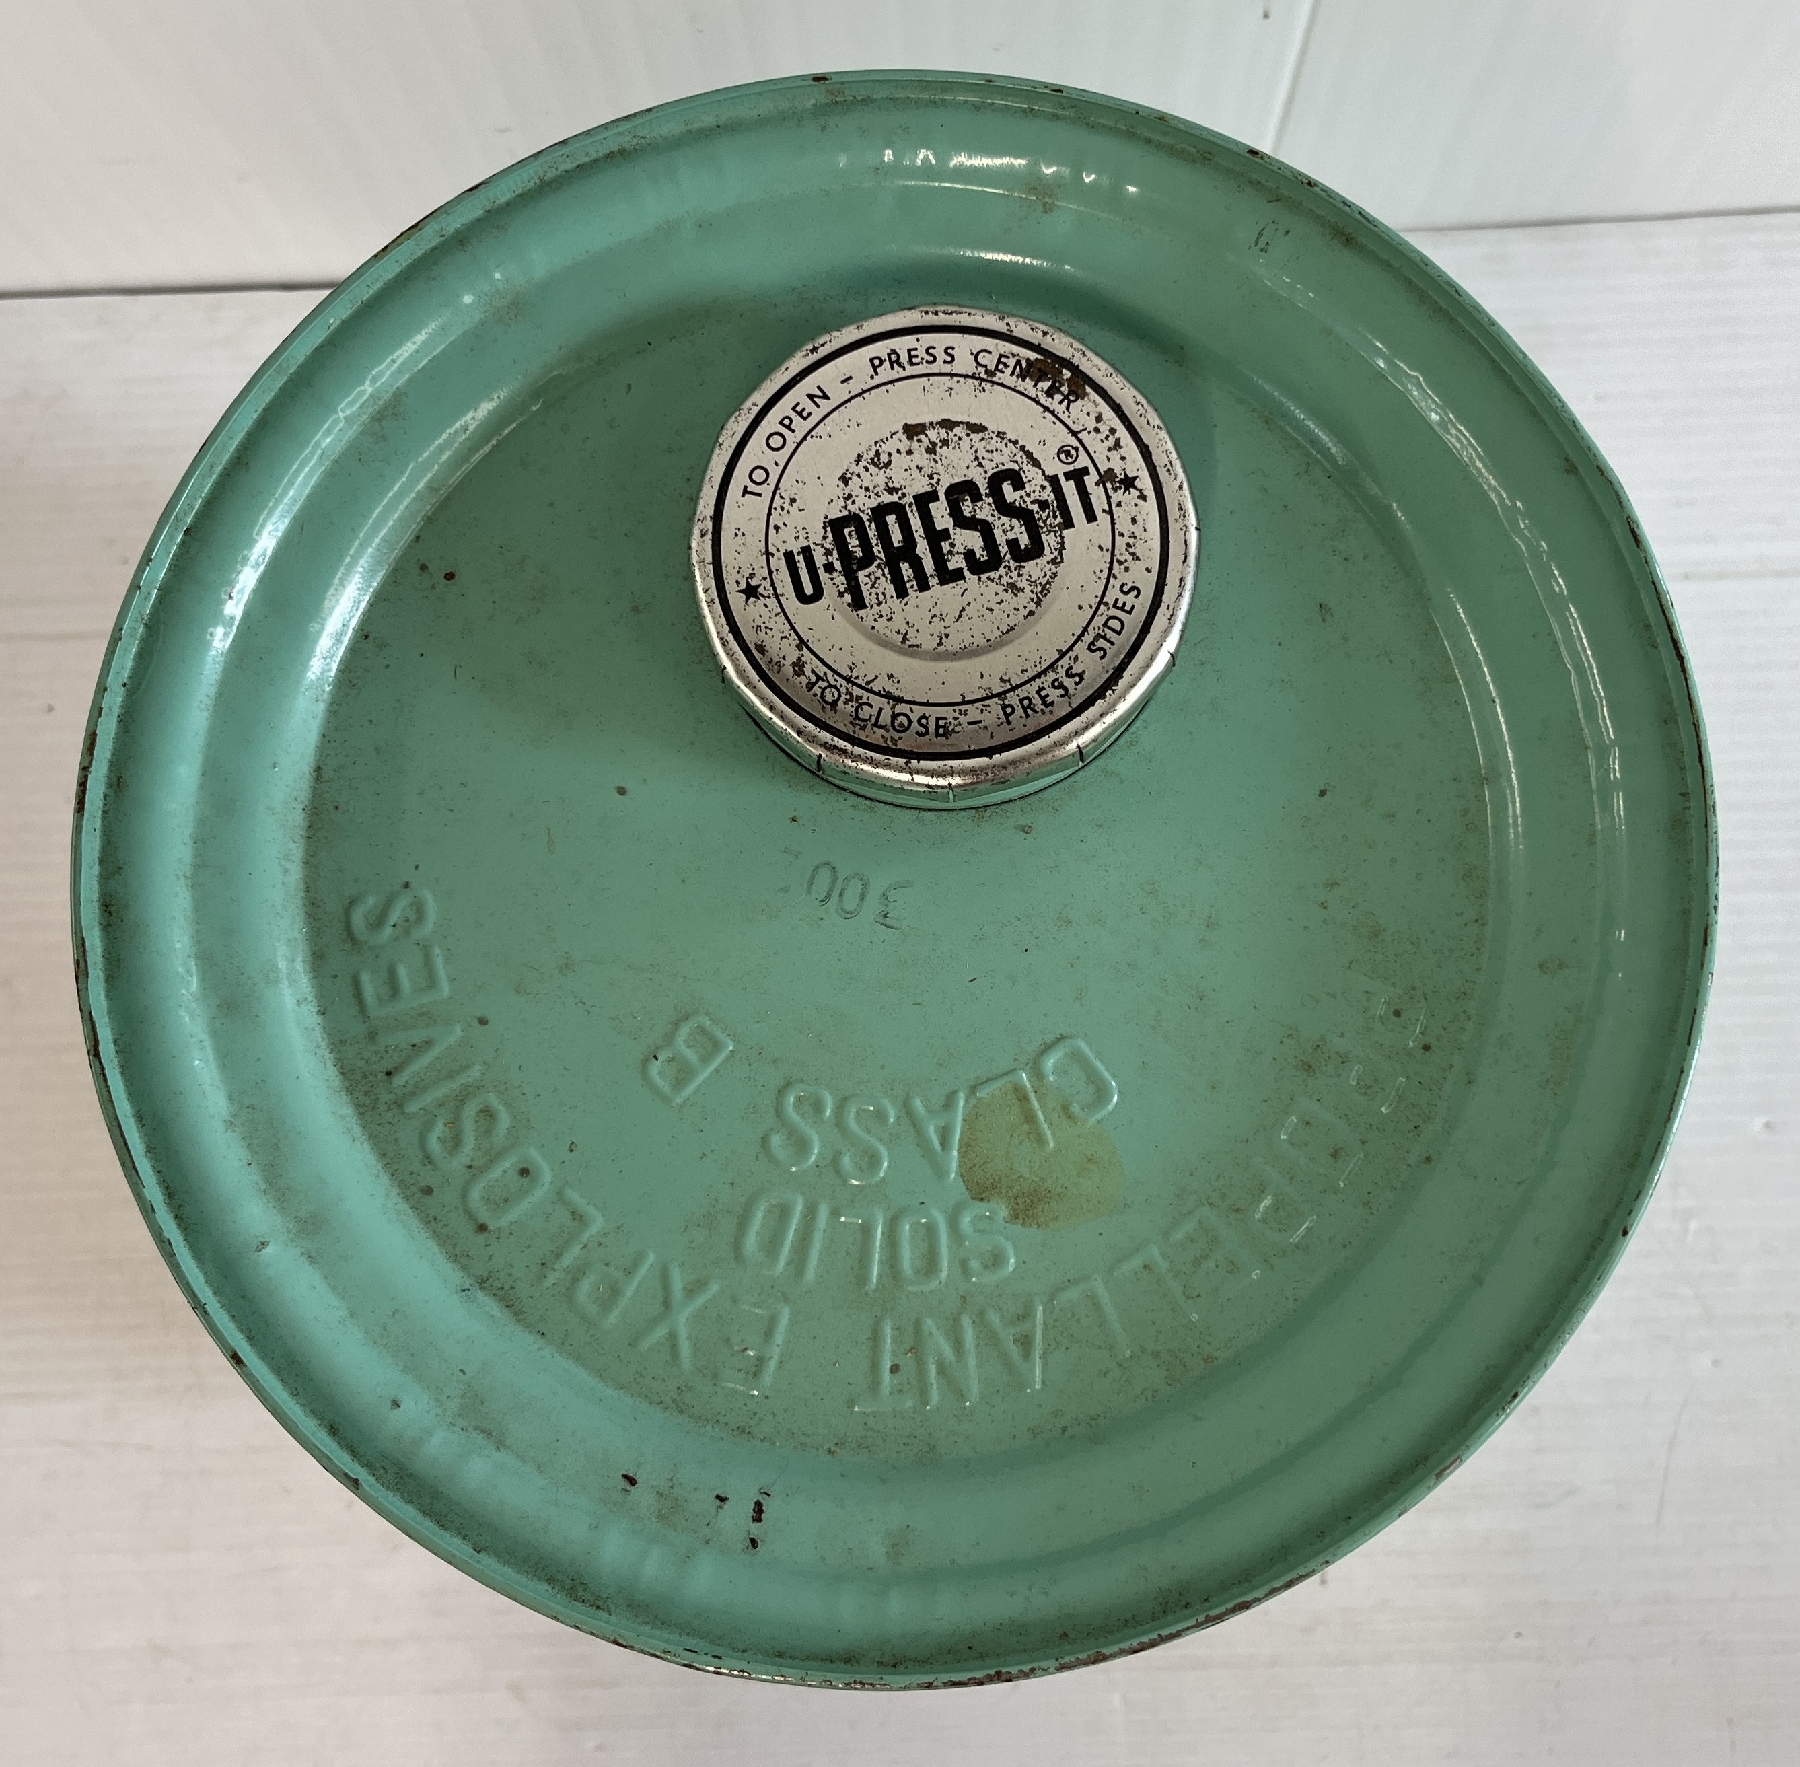 TO OPEN - PRESS CENTER
U-PRESS-IT®
TO CLOSE - PRESS SIDES
300
PROPELLANT EXPLOSIVES
SOLID
CLASS B